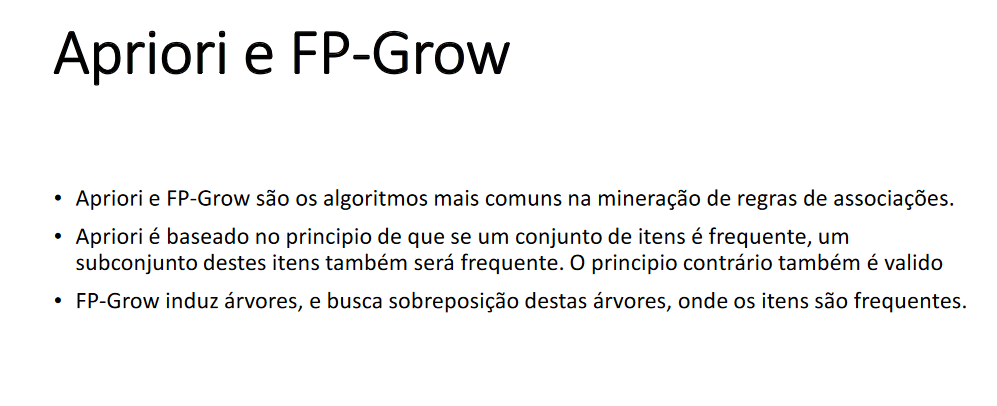 Apriori e FP-Grow
• Apriori e FP-Grow são os algoritmos mais comuns na mineração de regras de associações.
• Apriori é baseado no principio de que se um conjunto de itens é frequente, um
subconjunto destes itens também será frequente. O principio contrário também é valido
• FP-Grow induz árvores, e busca sobreposição destas árvores, onde os itens são frequentes.